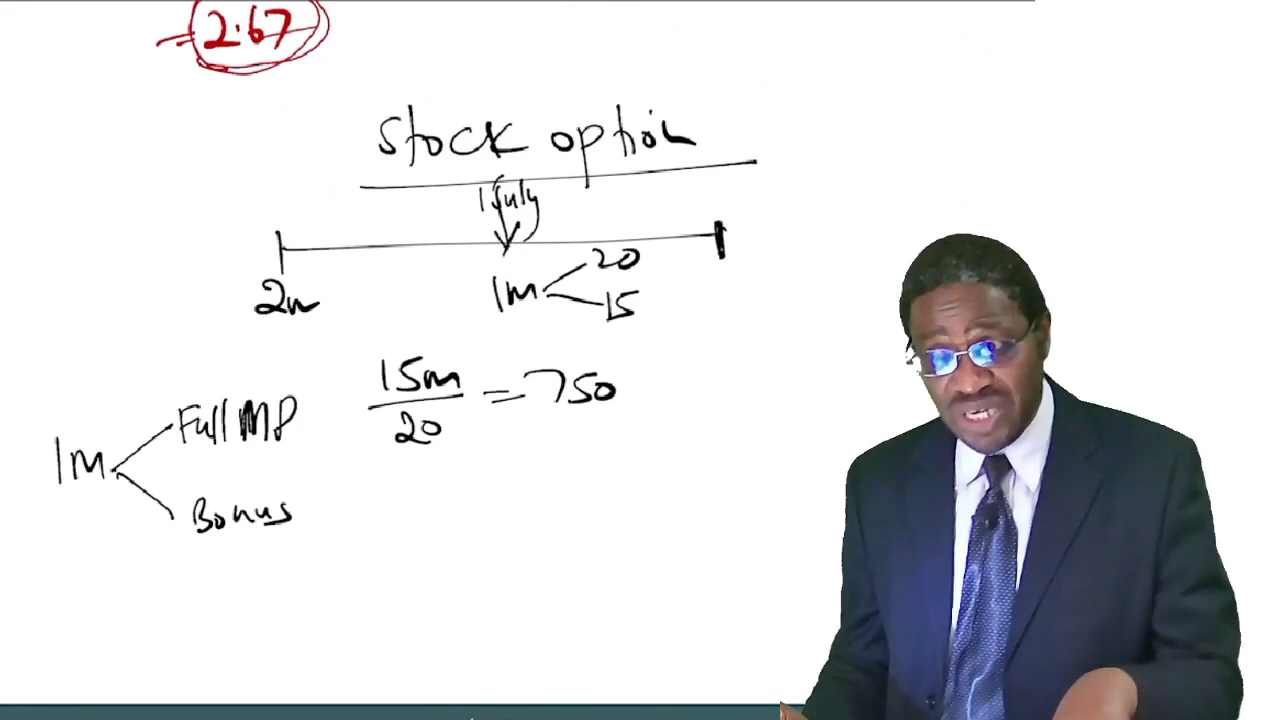 = 2.67
Stock option
1 July
2m 1m 20
15
15m = 750
20
1M Full MP
Bonus